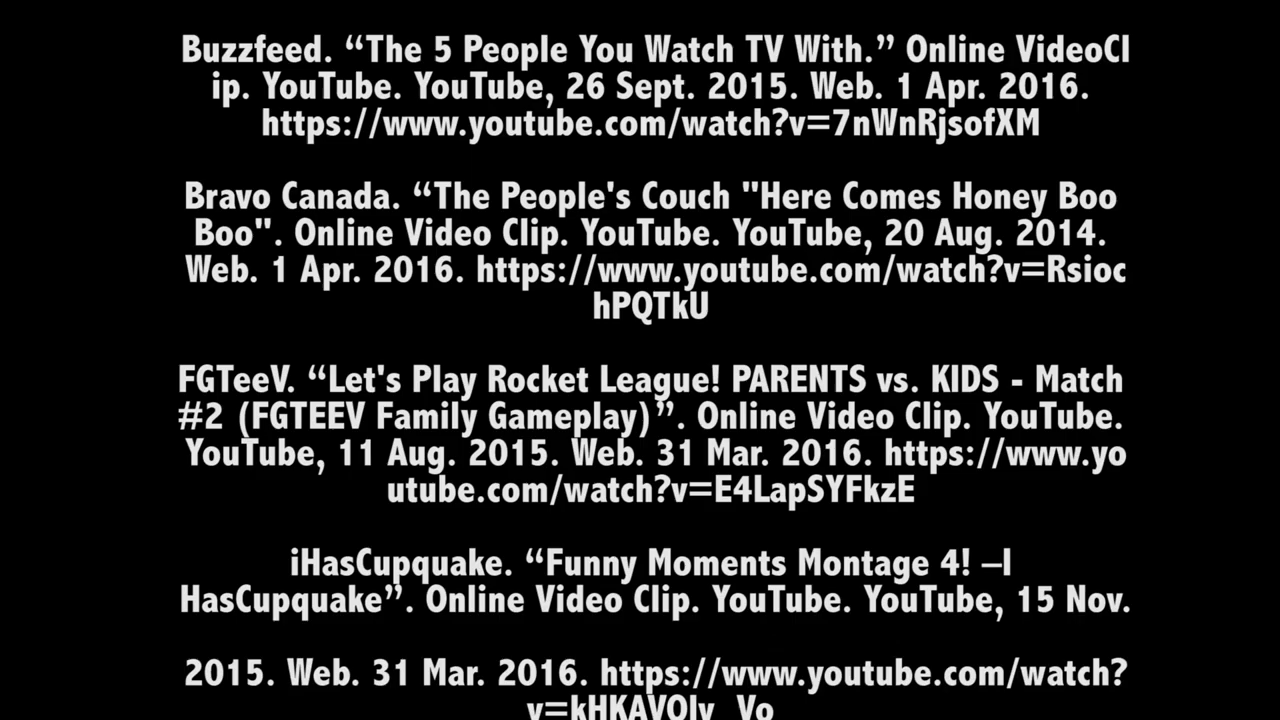 Buzzfeed. “The 5 People You Watch TV With.” Online VideoCl
ip. YouTube. YouTube, 26 Sept. 2015. Web. 1 Apr. 2016.
https://www.youtube.com/watch?v=7nWnRjsofXM
Bravo Canada. “The People's Couch "Here Comes Honey Boo
Boo". Online Video Clip. YouTube. YouTube, 20 Aug. 2014.
Web. 1 Apr. 2016. https://www.youtube.com/watch?v=Rsioc
hPQTkU
FGTeeV. “Let's Play Rocket League! PARENTS vs. KIDS - Match
#2 (FGTEEV Family Gameplay)”. Online Video Clip. YouTube.
YouTube, 11 Aug. 2015. Web. 31 Mar. 2016. https://www.yo
utube.com/watch?v=E4LapSYFkzE
iHasCupquake. “Funny Moments Montage 4! –I
HasCupquake”. Online Video Clip. YouTube. YouTube, 15 Nov.
2015. Web. 31 Mar. 2016. https://www.youtube.com/watch?